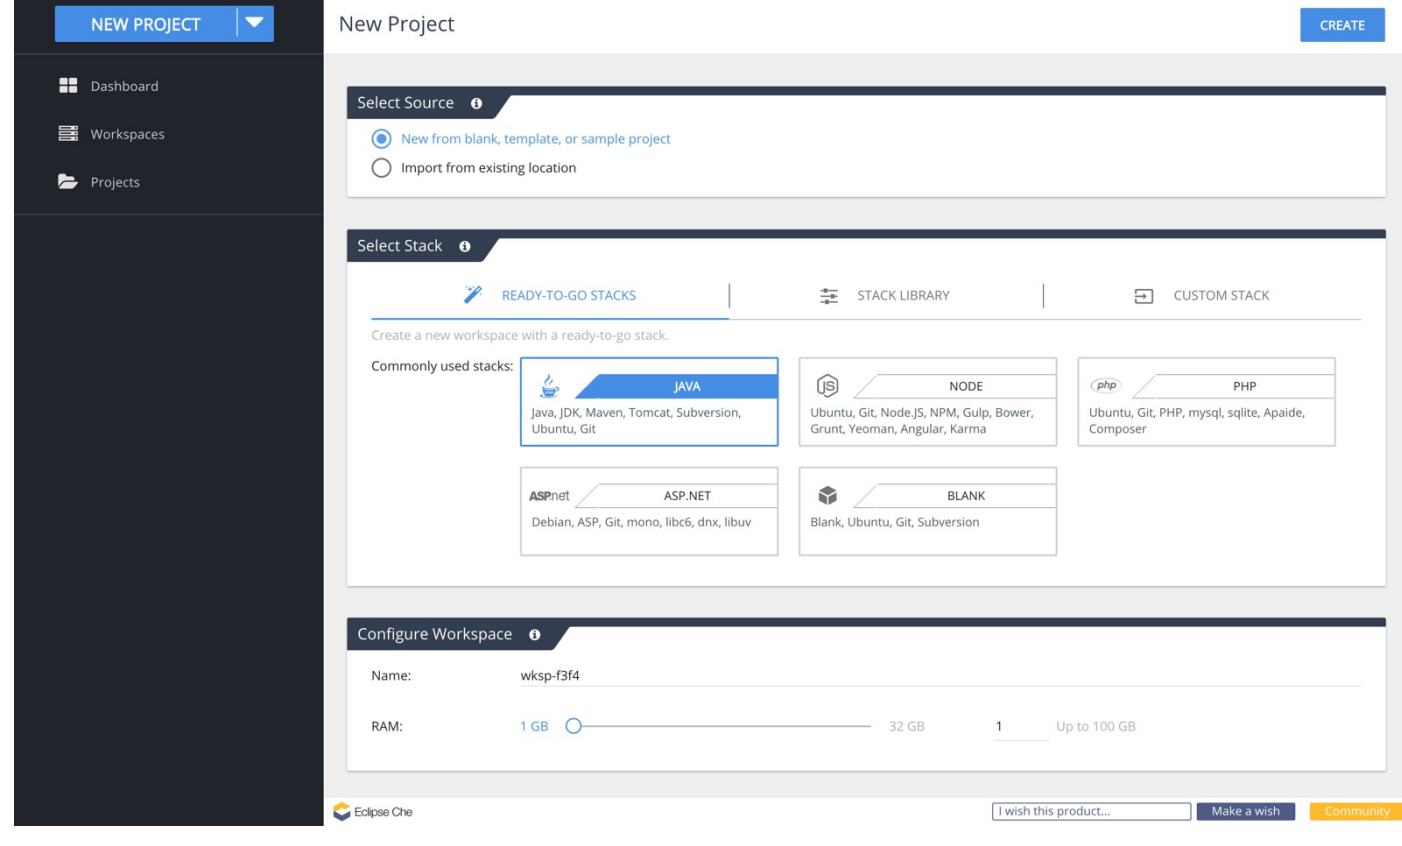 NEW PROJECT
New Project
CREATE
Dashboard
Workspaces
Projects
Select Source
New from blank, template, or sample project
Import from existing location
Select Stack
READY-TO-GO STACKS
STACK LIBRARY
CUSTOM STACK
Create a new workspace with a ready-to-go stack.
Commonly used stacks:
JAVA
Java, JDK, Maven, Tomcat, Subversion,
Ubuntu, Git
JS
NODE
Ubuntu, Git, Node.JS, NPM, Gulp, Bower,
Grunt, Yeoman, Angular, Karma
php
PHP
Ubuntu, Git, PHP, mysql, sqlite, Apaide,
Composer
ASP.net
ASP.NET
Debian, ASP, Git, mono, libc6, dnx, libuv
BLANK
Blank, Ubuntu, Git, Subversion
Configure Workspace
Name:
wksp-f3f4
RAM:
1 GB
32 GB
1
Up to 100 GB
Eclipse Che
I wish this product...
Make a wish
Community